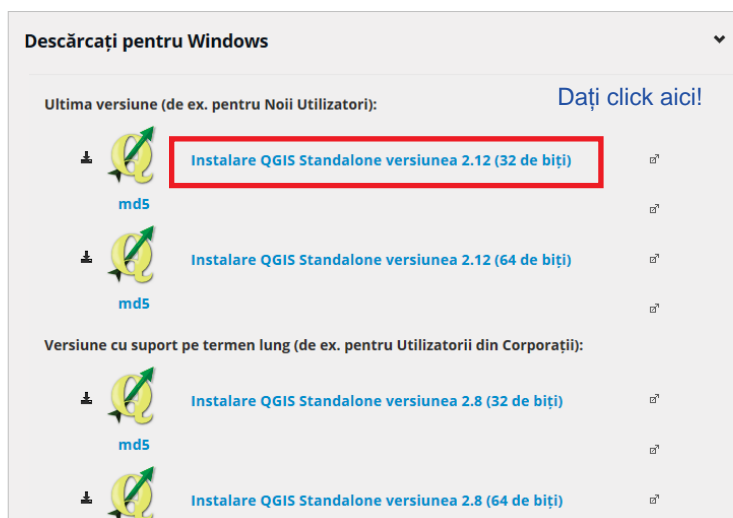 Descărcați pentru Windows
Ultima versiune (de ex. pentru Noii Utilizatori):
Dați click aici!
Instalare QGIS Standalone versiunea 2.12 (32 de biți)
md5
Instalare QGIS Standalone versiunea 2.12 (64 de biți)
md5
Versiune cu suport pe termen lung (de ex. pentru Utilizatorii din Corporații):
Instalare QGIS Standalone versiunea 2.8 (32 de biți)
md5
Instalare QGIS Standalone versiunea 2.8 (64 de biți)